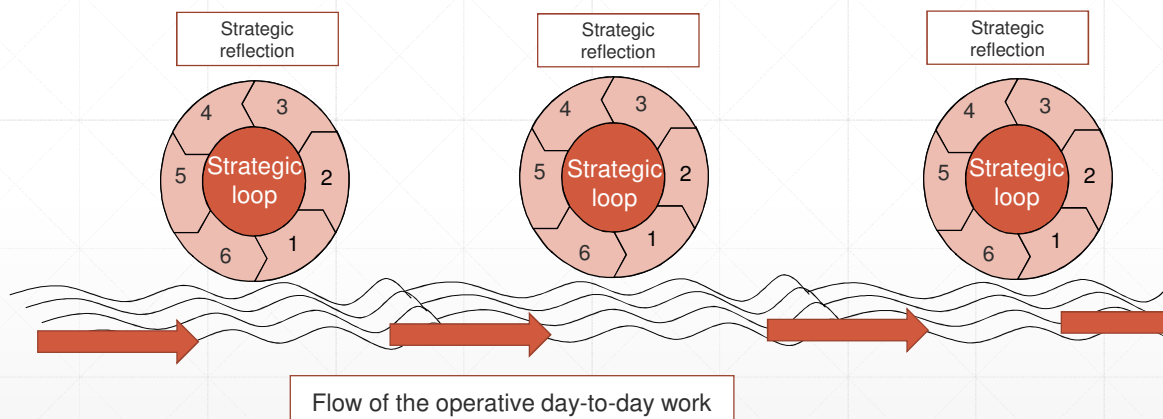 Strategic
reflection
Strategic
reflection
Strategic
reflection
4
3
5
Strategic
loop
2
6
1
4
3
5
Strategic
loop
2
6
1
4
3
5
Strategic
loop
2
6
1
Flow of the operative day-to-day work